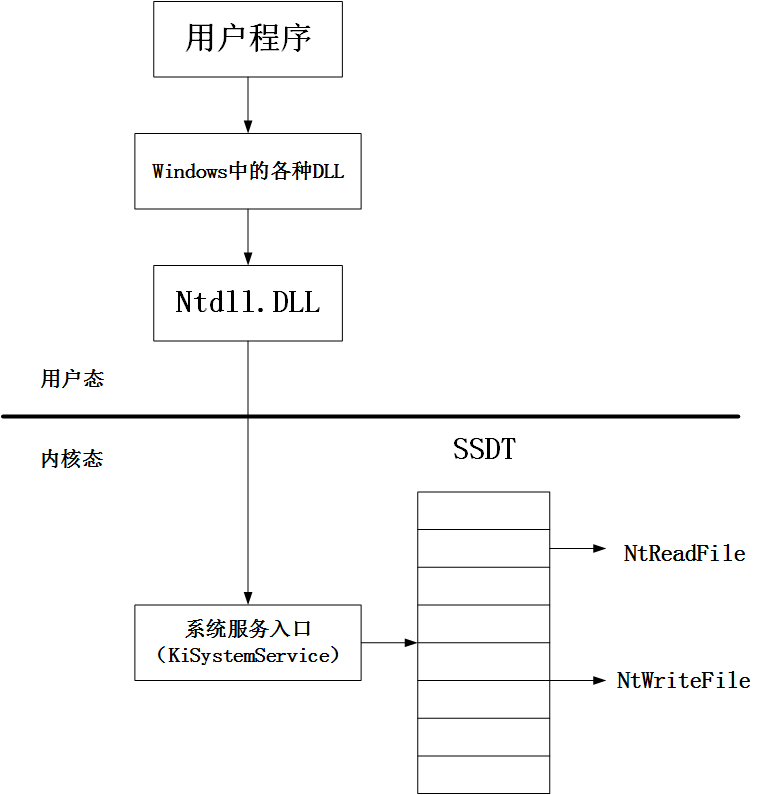 用户程序
Windows中的各种DLL
Ntdll.DLL
用户态
内核态
SSDT
NtReadFile
系统服务入口
（KiSystemService）
NtWriteFile